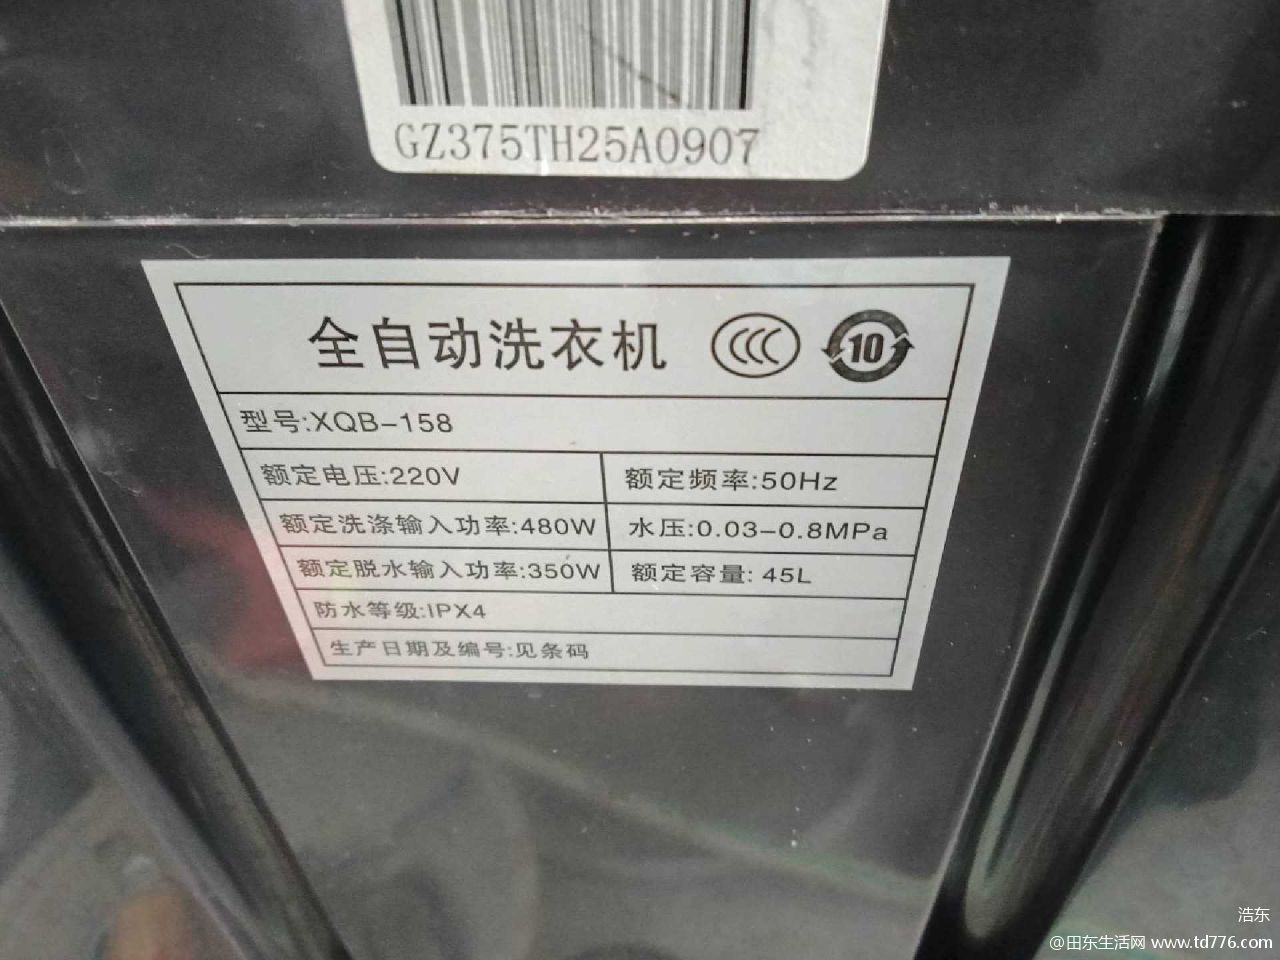 GZ375TH25A0907
全自动洗衣机
10
型号:XQB-158
额定电压:220V
额定频率:50Hz
额定洗涤输入功率:480W
水压:0.03-0.8MPa
额定脱水输入功率:350W
额定容量: 45L
防水等级:IPX4
生产日期及编号:见条码
浩东
@田东生活网 www.td776.com